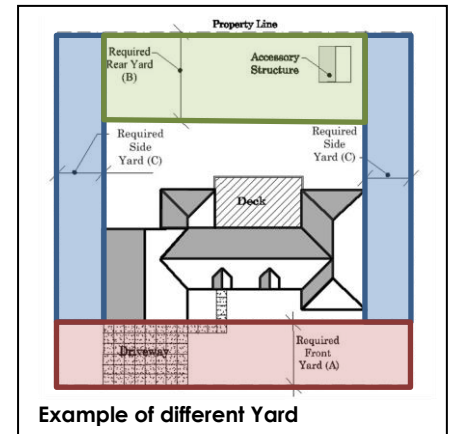 Property Line
Required
Rear Yard
(B)
Accessory
Structure
Required
Side
Yard (C)
Required
Side
Yard (C)
Deck
Driveway
Required
Front
Yard (A)
Example of different Yard